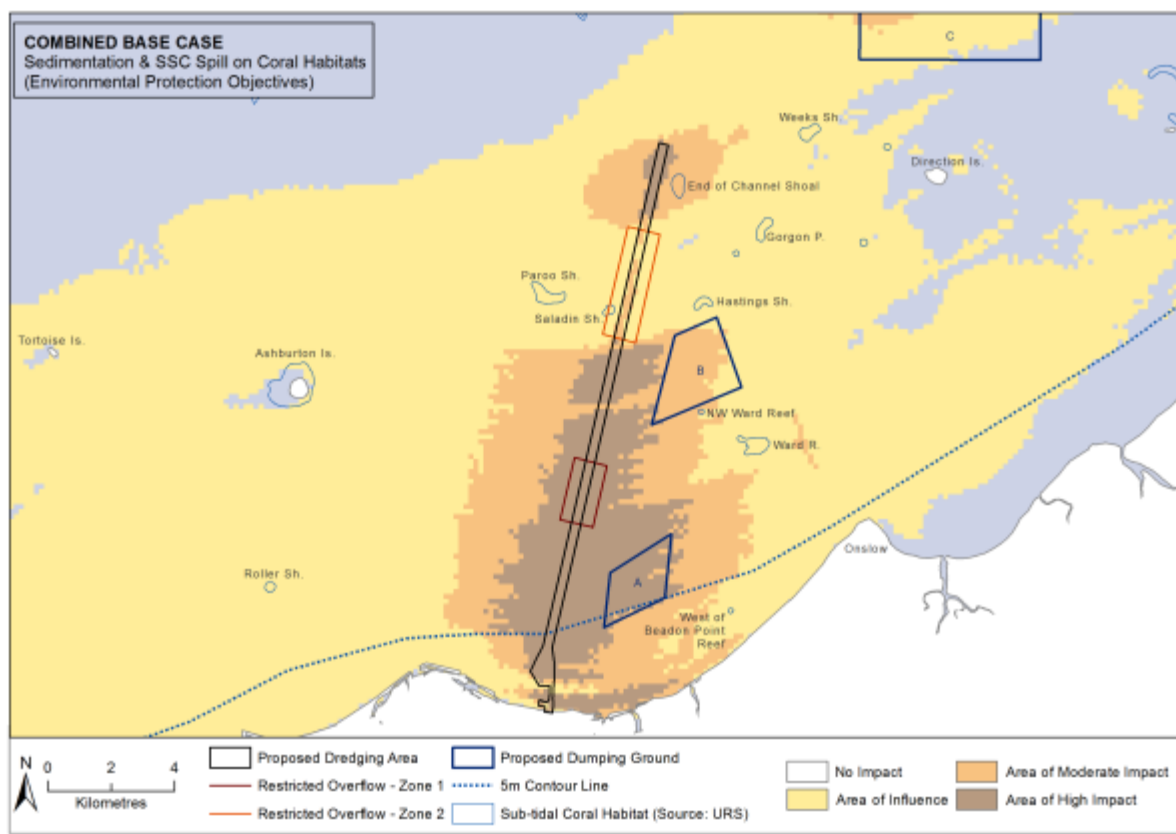 COMBINED BASE CASE
Sedimentation & SSC Spill on Coral Habitats
(Environmental Protection Objectives)
C
Weeks Sh.
Direction Is.
End of Channel Shoal
Gorgon P.
Paroo Sh.
Hastings Sh.
Saladin Sh.
Tortoise Is.
Ashburton Is.
B
NW Ward Reef
Ward R.
Onslow
Roller Sh.
A
West of
Beadon Point
Reef
N
0 2 4
Kilometres
Proposed Dredging Area
Restricted Overflow - Zone 1
Restricted Overflow - Zone 2
Proposed Dumping Ground
5m Contour Line
Sub-tidal Coral Habitat (Source: URS)
No Impact
Area of Influence
Area of Moderate Impact
Area of High Impact